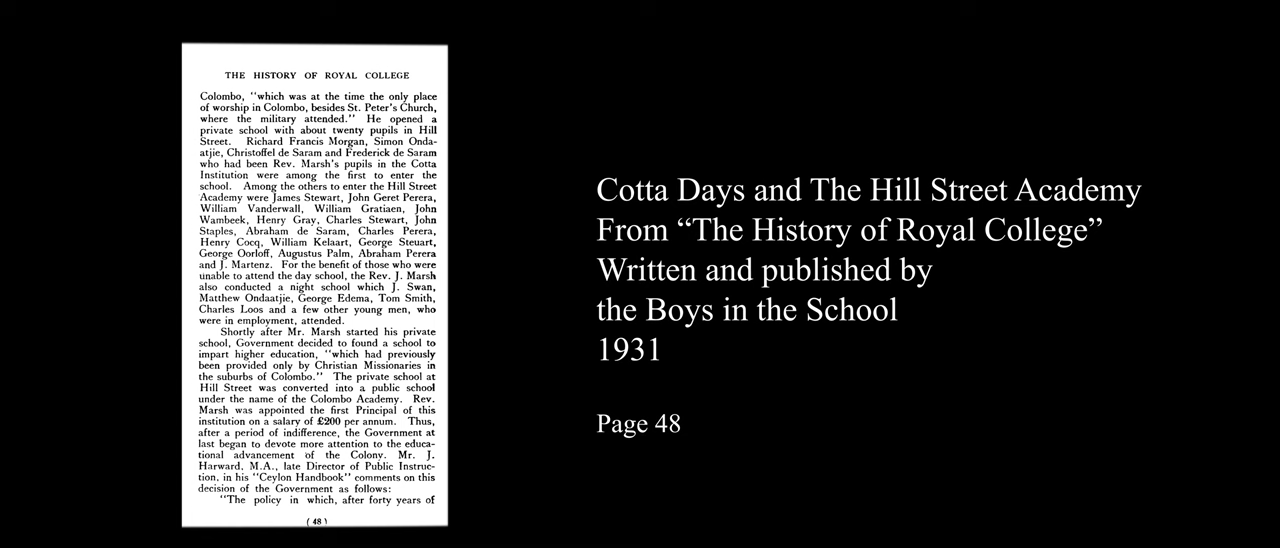 THE HISTORY OF ROYAL COLLEGE
Colombo, "which was at the time the only place
of worship in Colombo, besides St. Peter's Church,
where the military attended." He opened a
private school with about twenty pupils in Hill
Street. Richard Francis Morgan, Simon Onda-
atjie, Christoffel de Saram and Frederick de Saram
who had been Rev. Marsh's pupils in the Cotta
Institution were among the first to enter the
school. Among the others to enter the Hill Street
Academy were James Stewart, John Geret Perera,
William Vanderwall, William Gratiaen, John
Wambeek, Henry Gray, Charles Stewart, John
Staples, Abraham de Saram, Charles Perera,
Henry Cocq, William Kelaart, George Steuart,
George Oorloff, Augustus Palm, Abraham Perera
and J. Martenz. For the benefit of those who were
unable to attend the day school, the Rev. J. Marsh
also conducted a night school which J. Swan,
Matthew Ondaatjie, George Edema, Tom Smith,
Charles Loos and a few other young men, who
were in employment, attended.
Shortly after Mr. Marsh started his private
school, Government decided to found a school to
impart higher education, "which had previously
been provided only by Christian Missionaries in
the suburbs of Colombo." The private school at
Hill Street was converted into a public school
under the name of the Colombo Academy. Rev.
Marsh was appointed the first Principal of this
institution on a salary of £200 per annum. Thus,
after a period of indifference, the Government at
last began to devote more attention to the educa-
tional advancement of the Colony. Mr. J.
Harward, M.A., late Director of Public Instruc-
tion, in his "Ceylon Handbook" comments on this
decision of the Government as follows:
"The policy in which, after forty years of
( 48 )
Cotta Days and The Hill Street Academy
From “The History of Royal College”
Written and published by
the Boys in the School
1931
Page 48